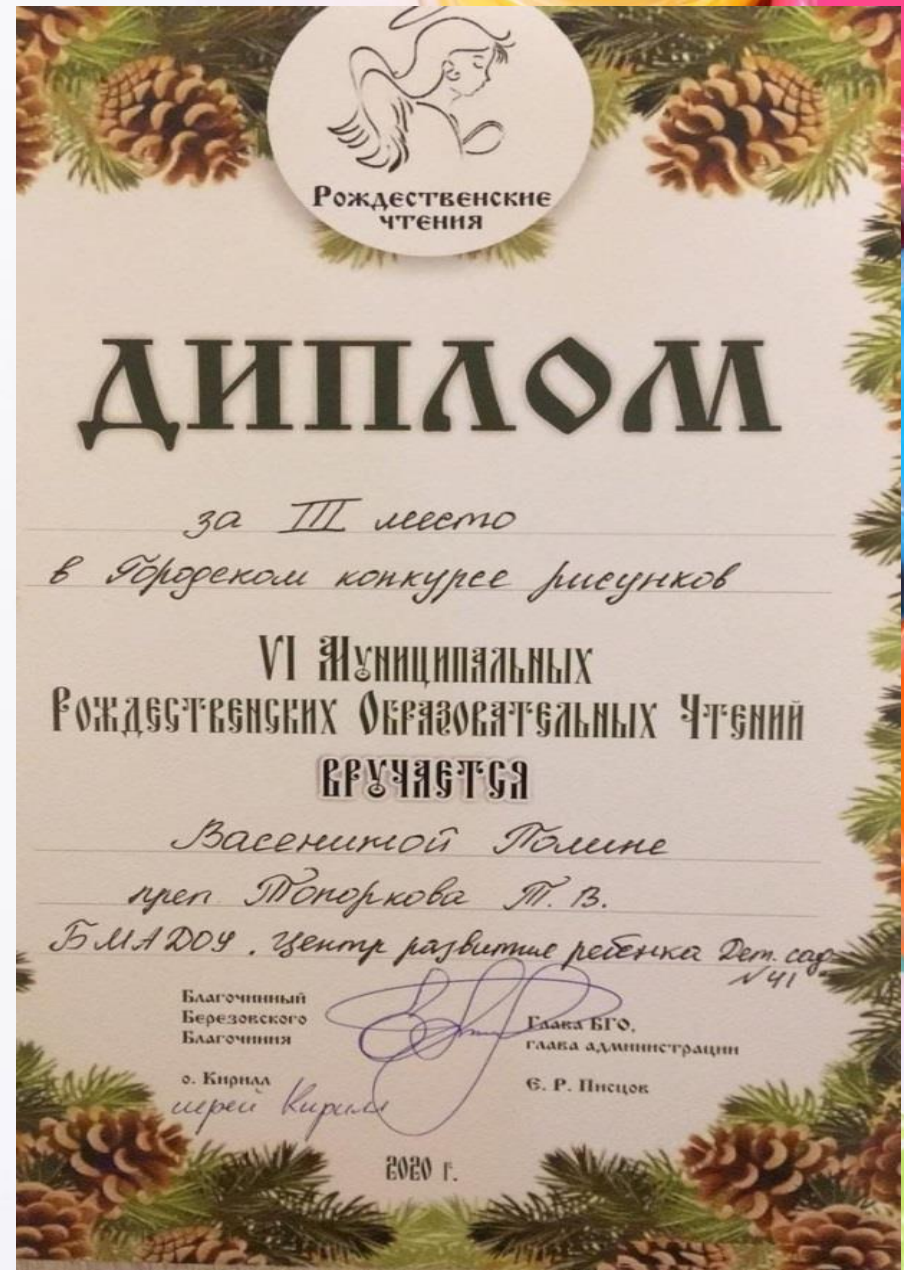 Рождественские
чтения
ДИПЛОМ
за III место
в Городском конкурсе рисунков
VI Муниципальных
Рождественских Образовательных Чтений
вручается
Васениной Полине
преп Топоркова Т. В.
БМАДОУ . Центр развития ребенка Дет. сад
№41
Благочинный
Березовского
Благочиния
Глава БГО,
глава администрации
о. Кирилл
Е. Р. Писцов
иерей Кирилл
2020 г.